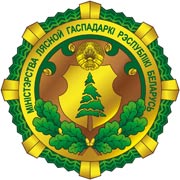 МІНІСТЭРСТВА ЛЯСНОЙ ГАСПАДАРКІ РЭСПУБЛІКІ БЕЛАРУСЬ